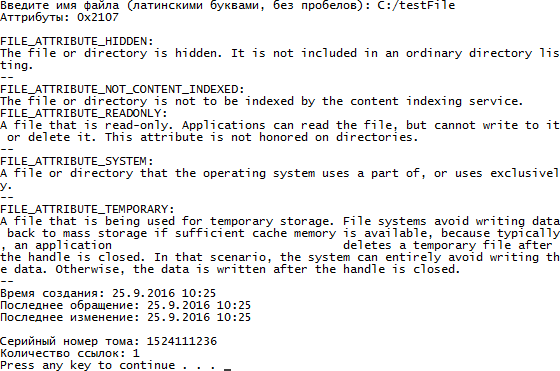 Введите имя файла (латинскими буквами, без пробелов): C:/testFile
Аттрибуты: 0x2107
FILE_ATTRIBUTE_HIDDEN:
The file or directory is hidden. It is not included in an ordinary directory lis
ting.
--
FILE_ATTRIBUTE_NOT_CONTENT_INDEXED:
The file or directory is not to be indexed by the content indexing service.
FILE_ATTRIBUTE_READONLY:
A file that is read-only. Applications can read the file, but cannot write to it
 or delete it. This attribute is not honored on directories.
--
FILE_ATTRIBUTE_SYSTEM:
A file or directory that the operating system uses a part of, or uses exclusivel
y.
--
FILE_ATTRIBUTE_TEMPORARY:
A file that is being used for temporary storage. File systems avoid writing data
 back to mass storage if sufficient cache memory is available, because typically
, an application                                deletes a temporary file after
the handle is closed. In that scenario, the system can entirely avoid writing th
e data. Otherwise, the data is written after the handle is closed.
--
Время создания: 25.9.2016 10:25
Последнее обращение: 25.9.2016 10:25
Последнее изменение: 25.9.2016 10:25
Серийный номер тома: 1524111236
Количество ссылок: 1
Press any key to continue . . . _